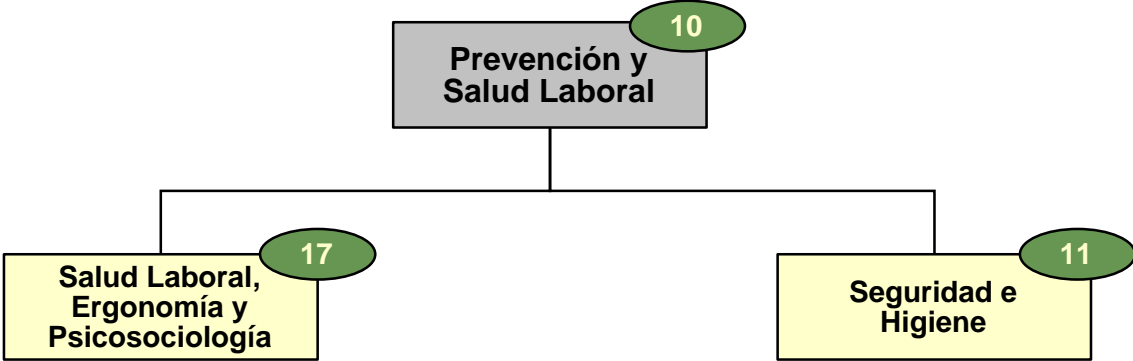 10
Prevención y
Salud Laboral
17
Salud Laboral,
Ergonomía y
Psicosociología
11
Seguridad e
Higiene